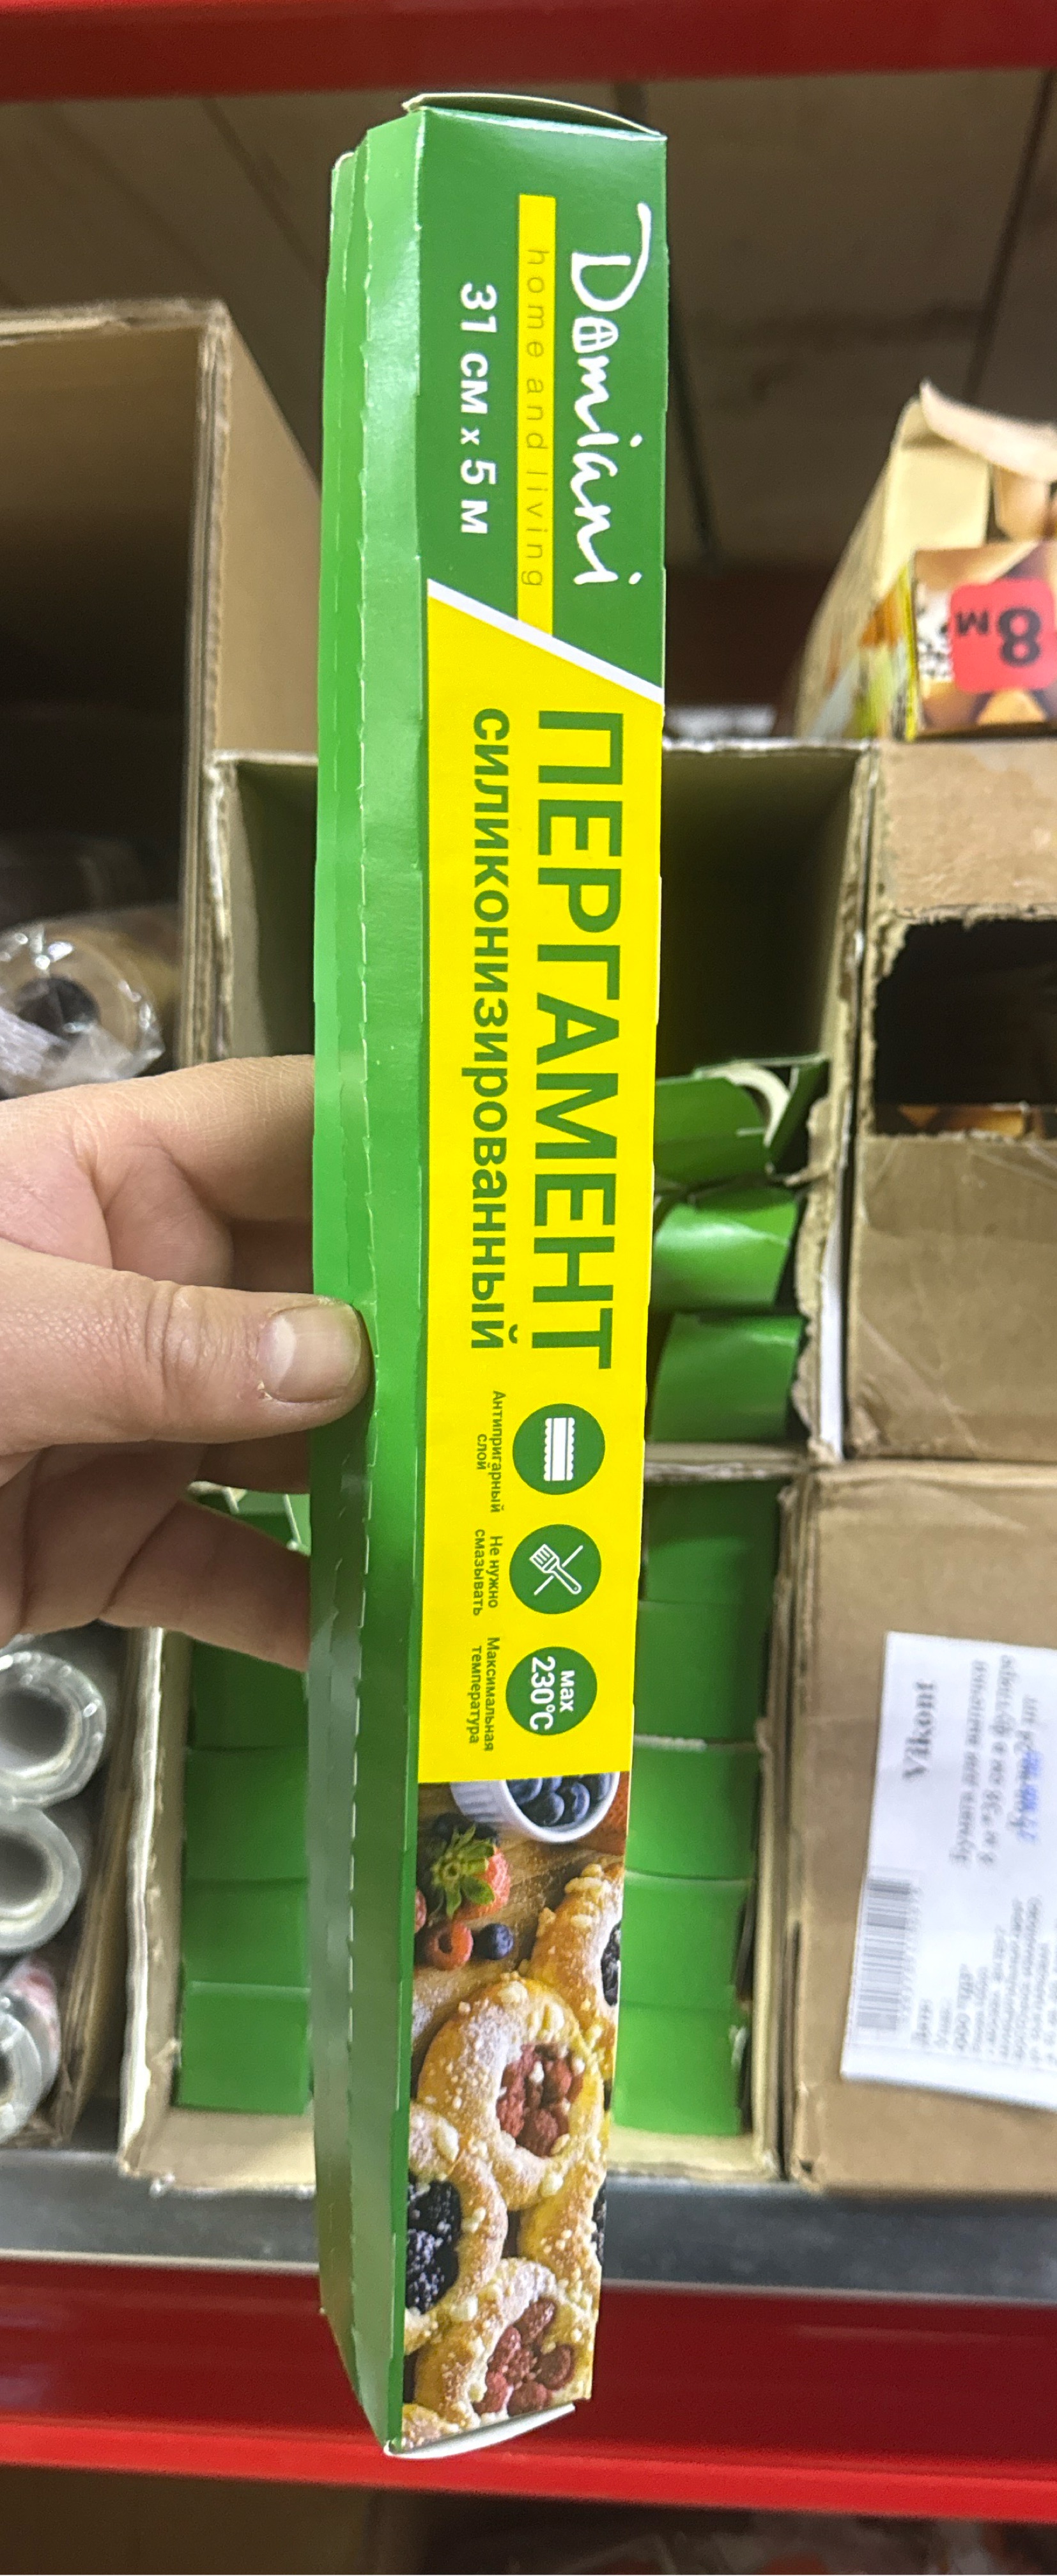 Domiani
home and living
31 см x 5 м
ПЕРГАМЕНТ
силиконизированный
Антипригарный
слой
Не нужно
смазывать
мах
230°C
Максимальная
температура
8м
Vikont